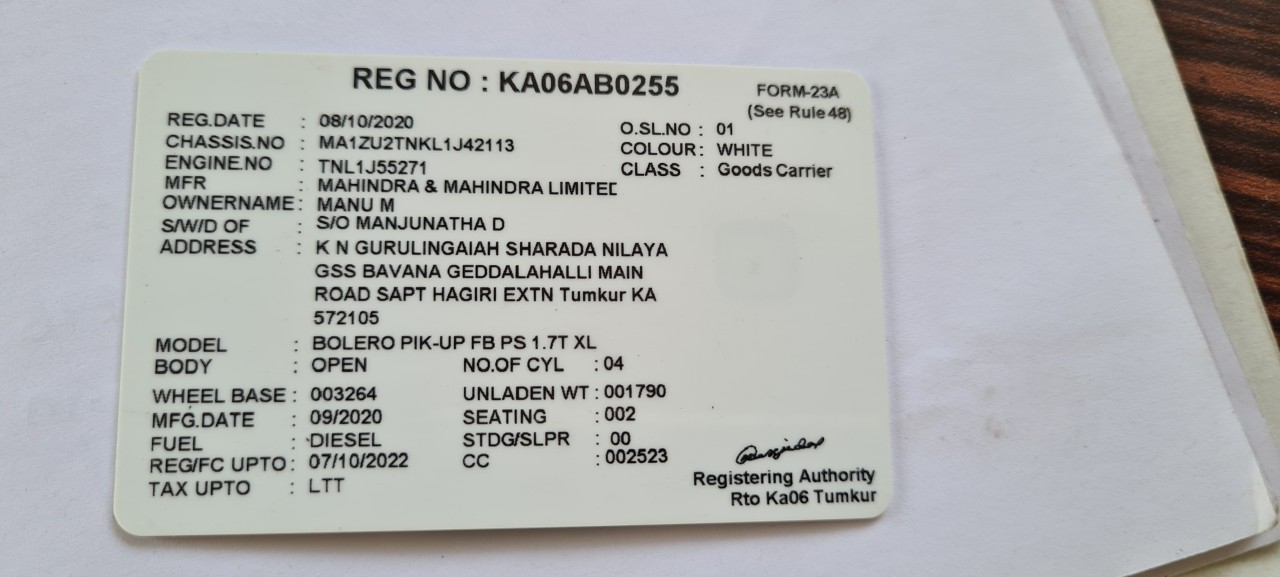 REG NO : KA06AB0255
FORM-23A
(See Rule 48)
REG.DATE : 08/10/2020
O.SL.NO : 01
CHASSIS.NO : MA1ZU2TNKL1J42113
COLOUR: WHITE
ENGINE.NO : TNL1J55271
CLASS : Goods Carrier
MFR : MAHINDRA & MAHINDRA LIMITED
OWNERNAME : MANU M
S/W/D OF : S/O MANJUNATHA D
ADDRESS : K N GURULINGAIAH SHARADA NILAYA
GSS BAVANA GEDDALAHALLI MAIN
ROAD SAPT HAGIRI EXTN Tumkur KA
572105
MODEL : BOLERO PIK-UP FB PS 1.7T XL
BODY : OPEN NO.OF CYL : 04
WHEEL BASE : 003264 UNLADEN WT : 001790
MFG.DATE : 09/2020 SEATING : 002
FUEL : DIESEL STDG/SLPR : 00
REG/FC UPTO : 07/10/2022 CC : 002523
TAX UPTO : LTT
Registering Authority
Rto Ka06 Tumkur